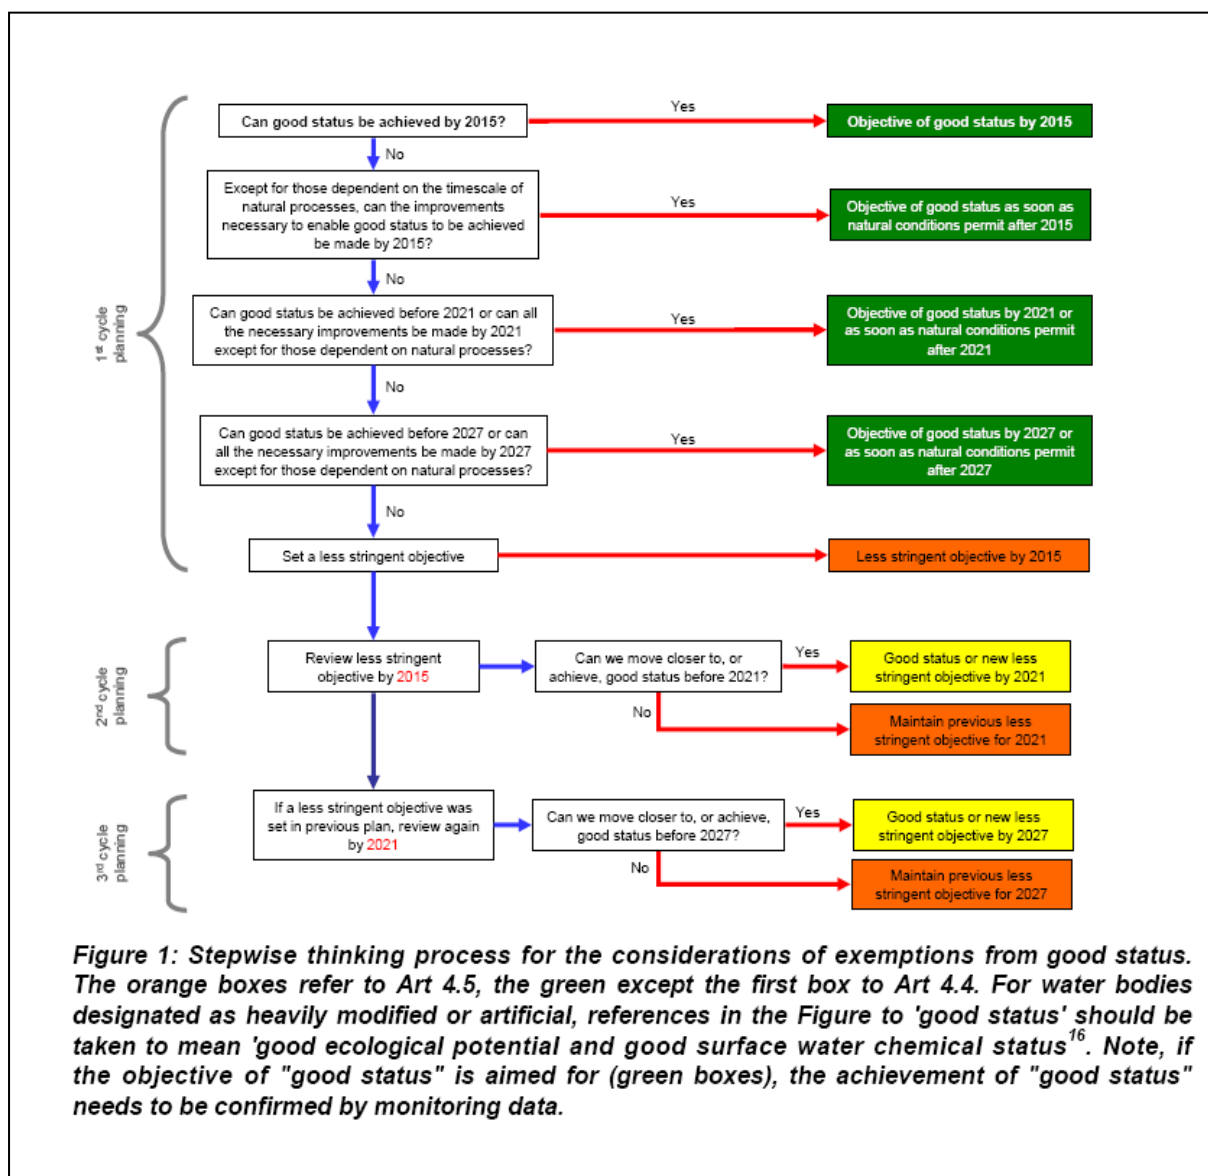 Can good status be achieved by 2015?
Yes
Objective of good status by 2015
No
Except for those dependent on the timescale of
natural processes, can the improvements
necessary to enable good status to be achieved
be made by 2015?
Yes
Objective of good status as soon as
natural conditions permit after 2015
No
1st cycle
planning
Can good status be achieved before 2021 or can all
the necessary improvements be made by 2021
except for those dependent on natural processes?
Yes
Objective of good status by 2021 or
as soon as natural conditions permit
after 2021
No
Can good status be achieved before 2027 or can
all the necessary improvements be made by 2027
except for those dependent on natural processes?
Yes
Objective of good status by 2027 or
as soon as natural conditions permit
after 2027
No
Set a less stringent objective
Less stringent objective by 2015
2nd cycle
planning
Review less stringent
objective by 2015
Can we move closer to, or
achieve, good status before 2021?
Yes
Good status or new less
stringent objective by 2021
No
Maintain previous less
stringent objective for 2021
3rd cycle
planning
If a less stringent objective was
set in previous plan, review again
by 2021
Can we move closer to, or achieve,
good status before 2027?
Yes
Good status or new less
stringent objective by 2027
No
Maintain previous less
stringent objective for 2027
Figure 1: Stepwise thinking process for the considerations of exemptions from good status.
The orange boxes refer to Art 4.5, the green except the first box to Art 4.4. For water bodies
designated as heavily modified or artificial, references in the Figure to 'good status' should be
taken to mean 'good ecological potential and good surface water chemical status16. Note, if
the objective of "good status" is aimed for (green boxes), the achievement of "good status"
needs to be confirmed by monitoring data.